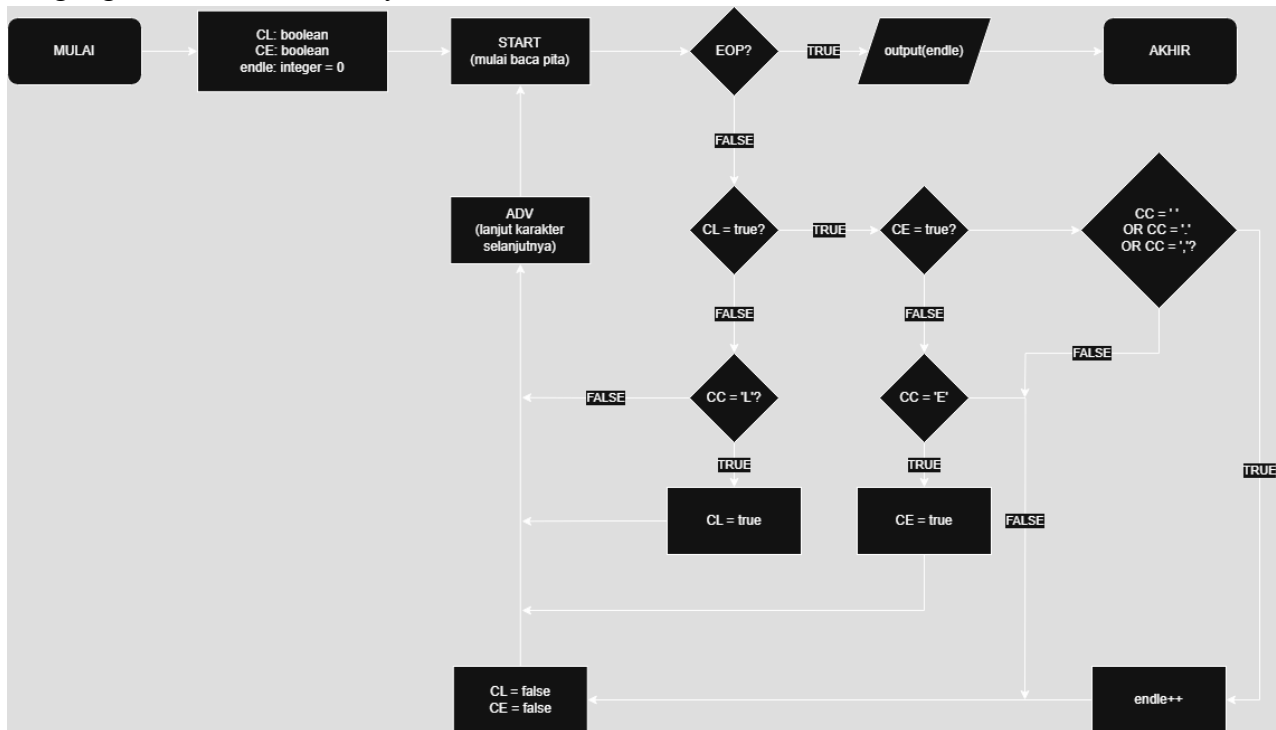 MULAI
CL: boolean
CE: boolean
endle: integer = 0
START
(mulai baca pita)
EOP?
TRUE
output(endle)
AKHIR
FALSE
ADV
(lanjut karakter
selanjutnya)
CL = true?
TRUE
CE = true?
CC = ' '
OR CC = '.'
OR CC = ','?
FALSE
FALSE
FALSE
FALSE
CC = 'L'?
CC = 'E'
TRUE
TRUE
TRUE
CL = true
CE = true
FALSE
CL = false
CE = false
endle++